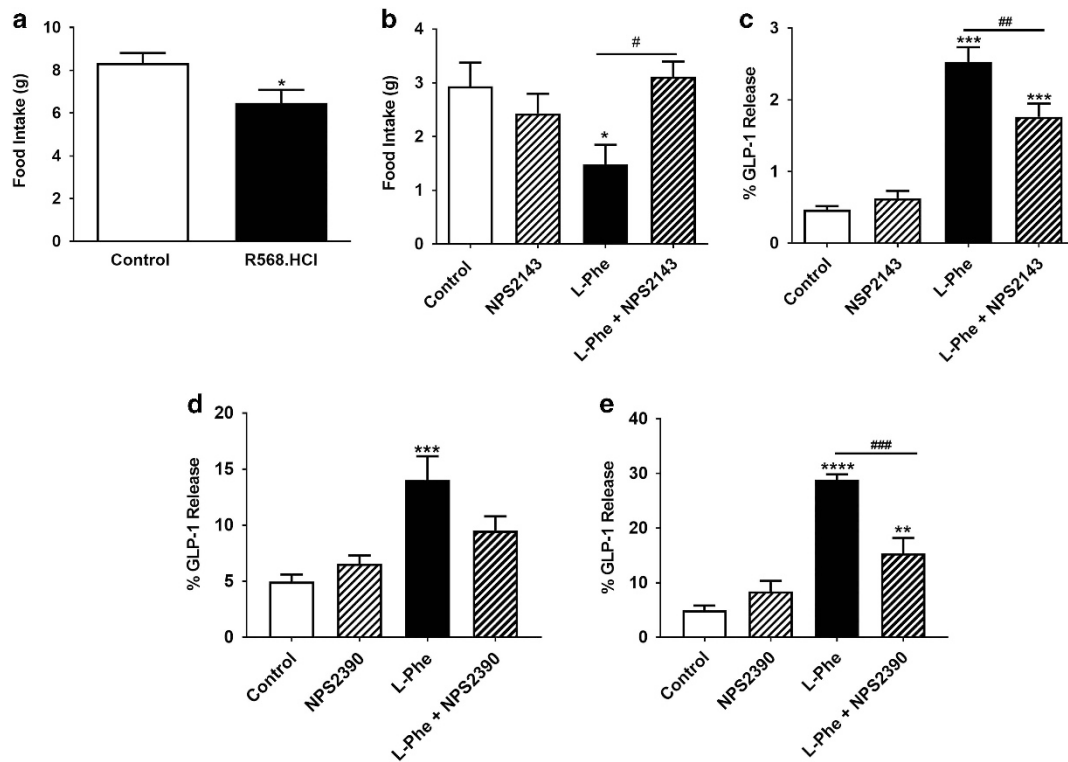 a
Food Intake (g)
10
8
6
4
2
0
*
Control
R568.HCl
b
Food Intake (g)
4
3
2
1
0
*
#
Control
NPS2143
L-Phe
L-Phe + NPS2143
c
% GLP-1 Release
3
2
1
0
***
##
***
Control
NSP2143
L-Phe
L-Phe + NPS2143
d
% GLP-1 Release
20
15
10
5
0
***
Control
NPS2390
L-Phe
L-Phe + NPS2390
e
% GLP-1 Release
40
30
20
10
0
****
###
**
Control
NPS2390
L-Phe
L-Phe + NPS2390